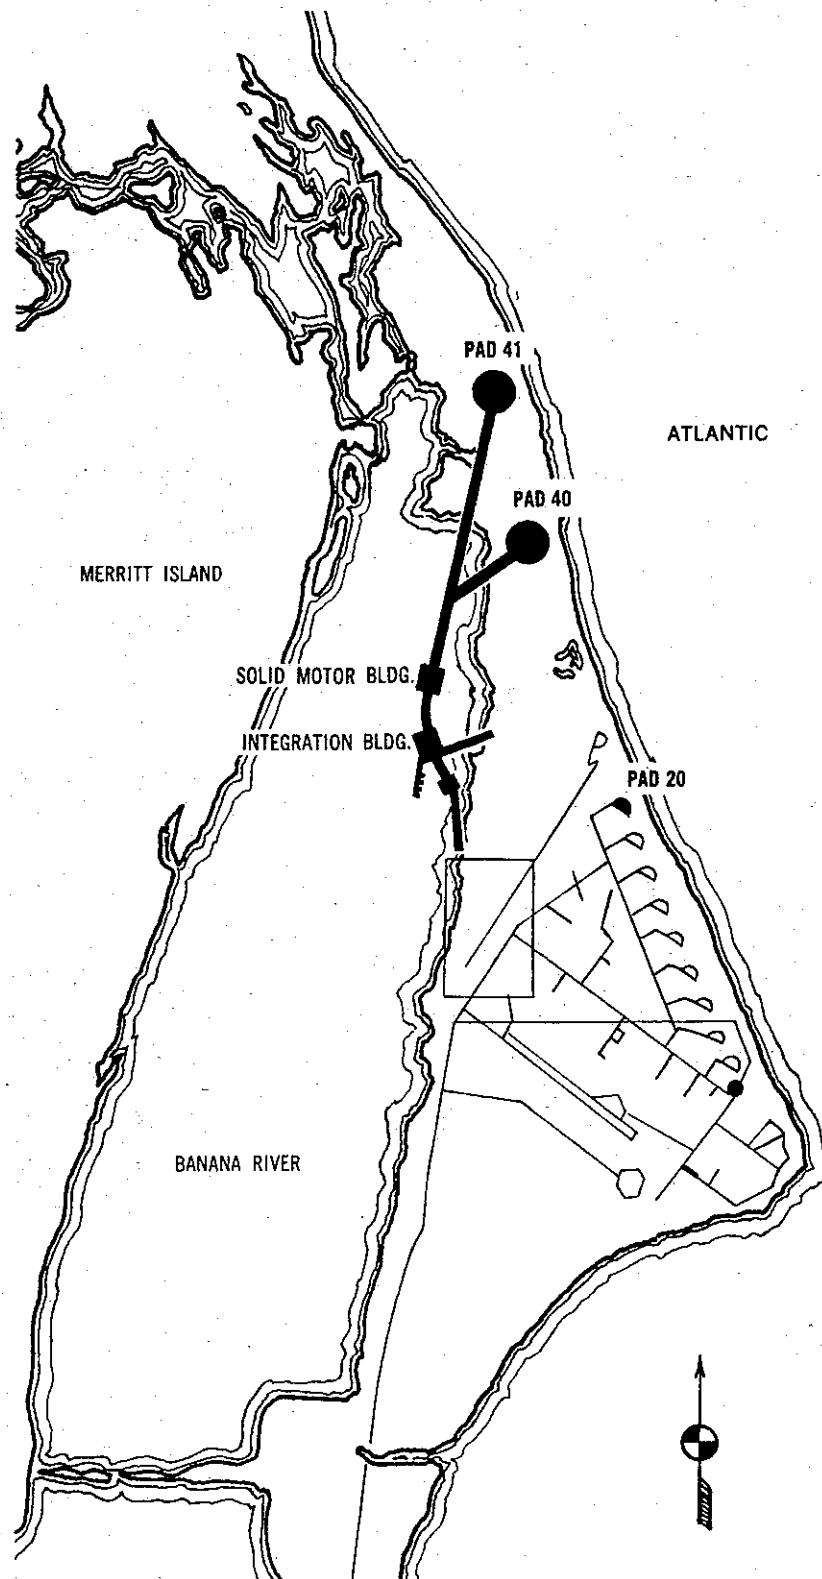 PAD 41
ATLANTIC
PAD 40
MERRITT ISLAND
SOLID MOTOR BLDG.
INTEGRATION BLDG.
PAD 20
BANANA RIVER